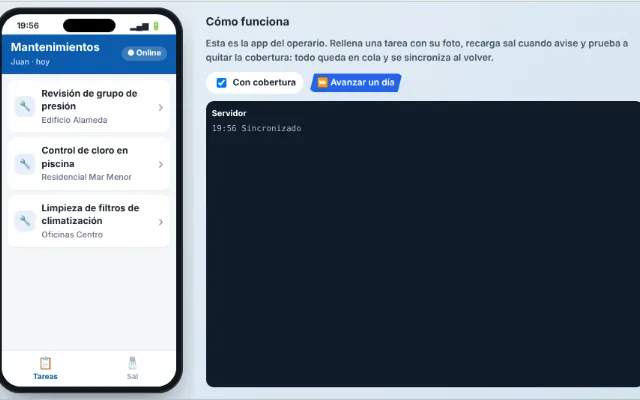 19:56
Mantenimientos
Juan · hoy
Online
Revisión de grupo de
presión
Edificio Alameda
Control de cloro en
piscina
Residencial Mar Menor
Limpieza de filtros de
climatización
Oficinas Centro
Tareas
Sal
Cómo funciona
Esta es la app del operario. Rellena una tarea con su foto, recarga sal cuando avise y prueba a
quitar la cobertura: todo queda en cola y se sincroniza al volver.
Con cobertura
Avanzar un día
Servidor
19:56 Sincronizado